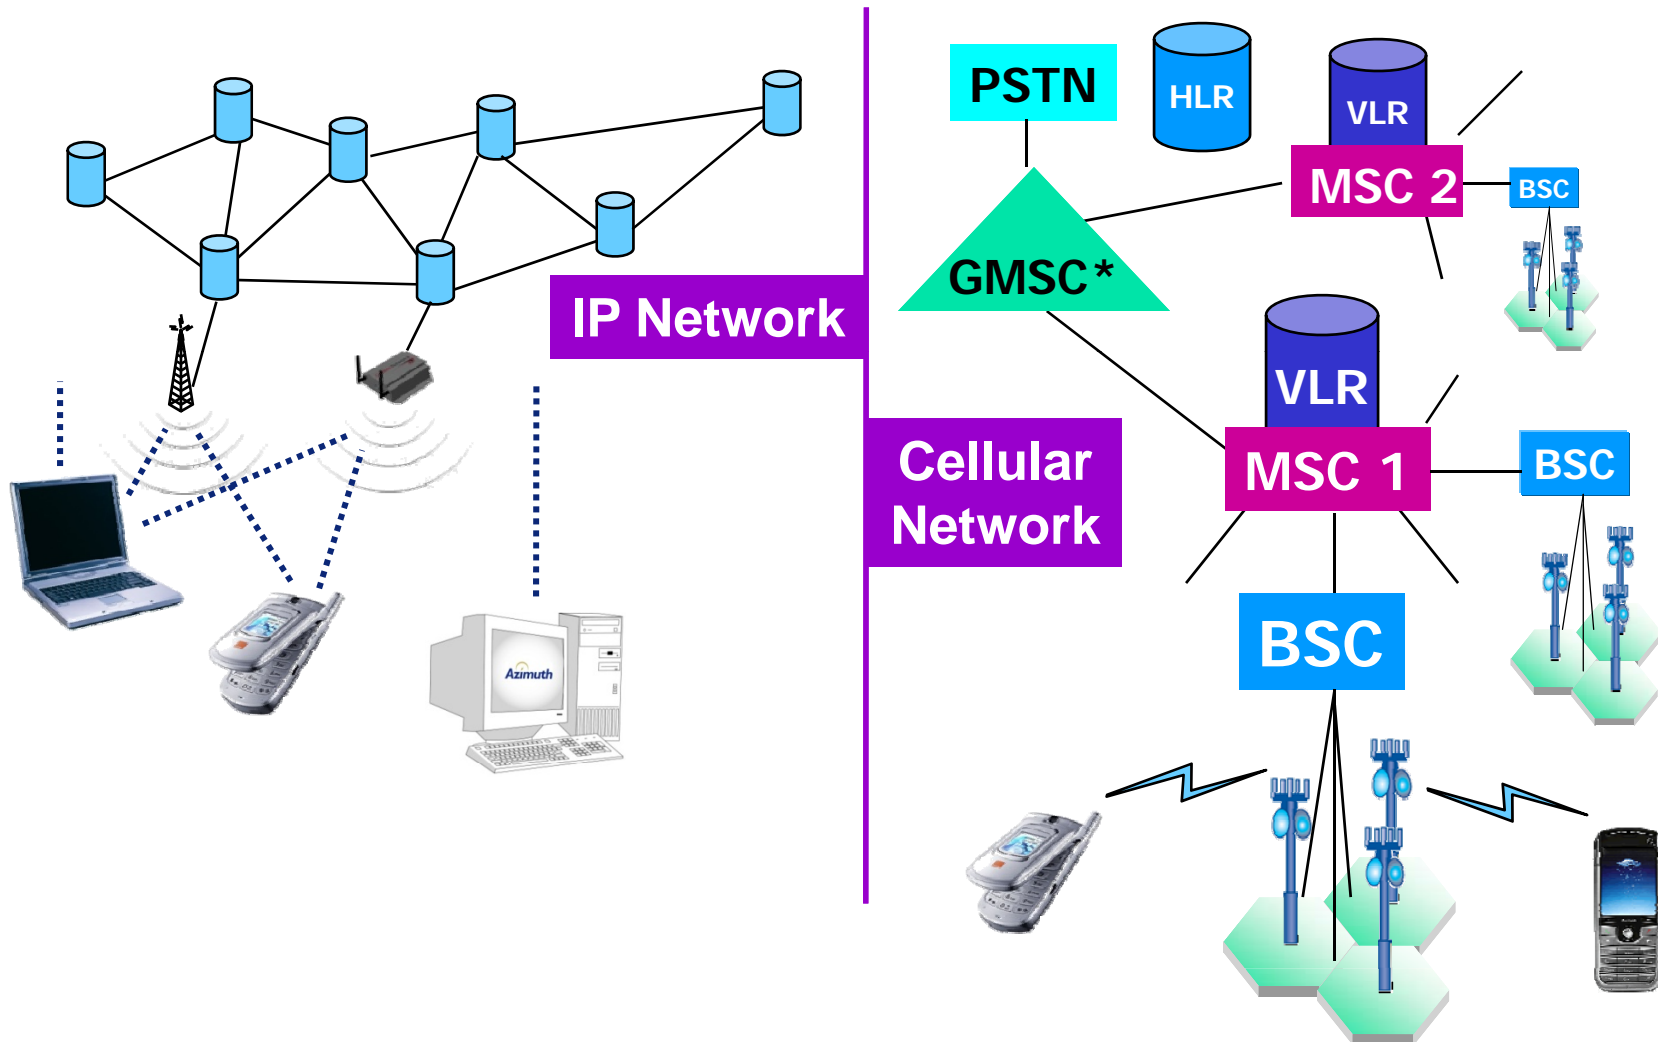 IP Network
Azimuth
PSTN
HLR
VLR
MSC 2
BSC
GMSC*
VLR
Cellular
Network
MSC 1
BSC
BSC